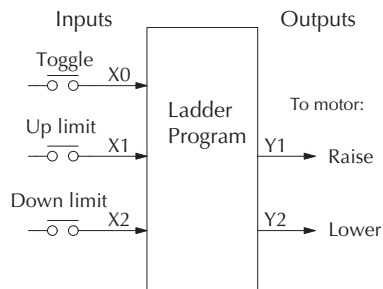 Inputs
Outputs
Toggle
X0
Ladder
Program
To motor:
Up limit
X1
Y1
Raise
Down limit
X2
Y2
Lower